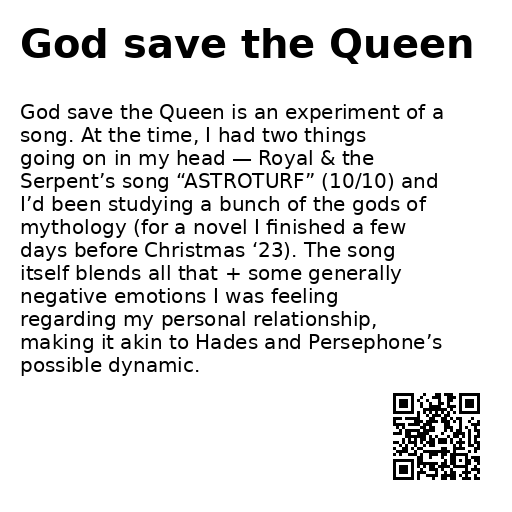 God save the Queen
God save the Queen is an experiment of a
song. At the time, I had two things
going on in my head — Royal & the
Serpent’s song “ASTROTURF” (10/10) and
I’d been studying a bunch of the gods of
mythology (for a novel I finished a few
days before Christmas ‘23). The song
itself blends all that + some generally
negative emotions I was feeling
regarding my personal relationship,
making it akin to Hades and Persephone’s
possible dynamic.